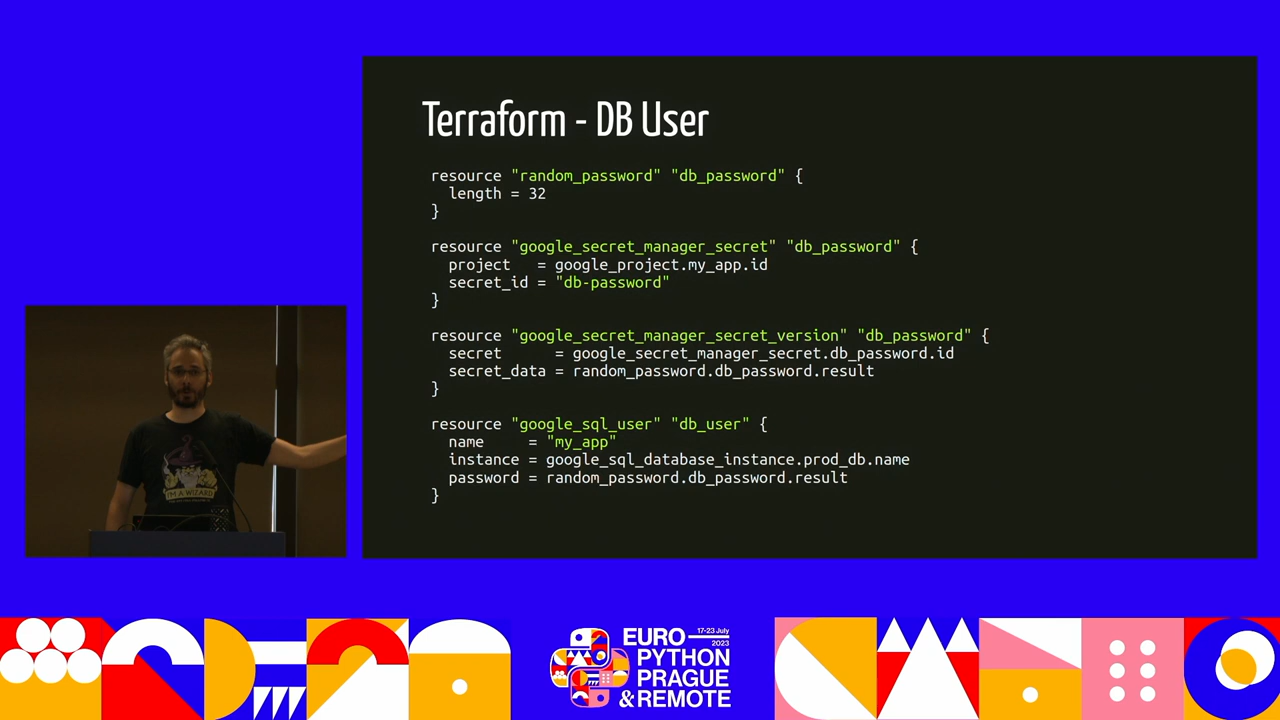 Terraform - DB User
resource "random_password" "db_password" {
  length = 32
}
resource "google_secret_manager_secret" "db_password" {
  project   = google_project.my_app.id
  secret_id = "db-password"
}
resource "google_secret_manager_secret_version" "db_password" {
  secret      = google_secret_manager_secret.db_password.id
  secret_data = random_password.db_password.result
}
resource "google_sql_user" "db_user" {
  name     = "my_app"
  instance = google_sql_database_instance.prod_db.name
  password = random_password.db_password.result
}
I'M A WIZARD
17-23 July
2023
EURO
PYTHON
PRAGUE
& REMOTE